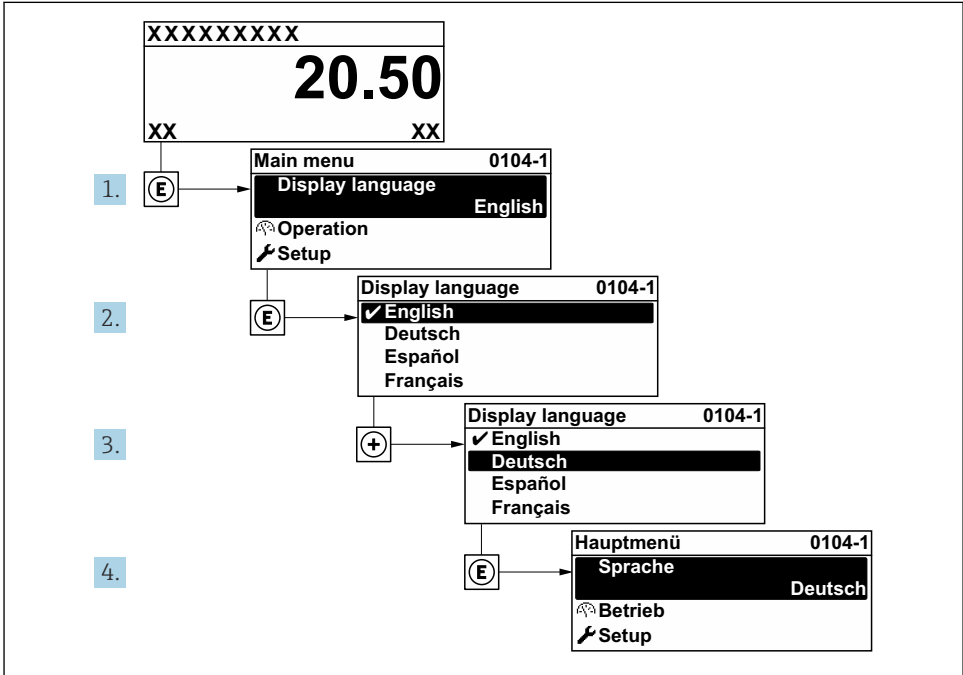 XXXXXXXXX
20.50
XX XX
1. E
Main menu 0104-1
Display language
English
Operation
Setup
2. E
Display language 0104-1
✔ English
Deutsch
Español
Français
3. +
Display language 0104-1
✔ English
Deutsch
Español
Français
4. E
Hauptmenü 0104-1
Sprache
Deutsch
Betrieb
Setup